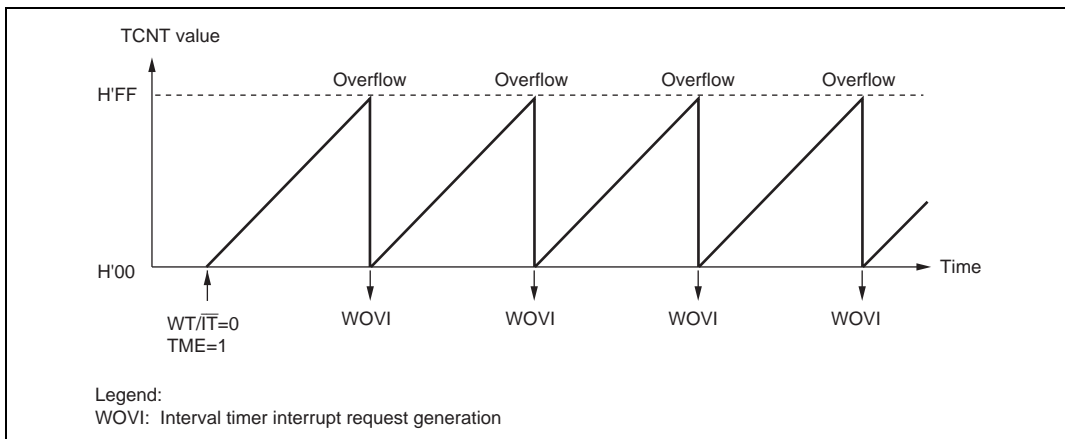 TCNT value
Overflow Overflow Overflow Overflow
H'FF
H'00
Time
WT/I̅T̅=0
TME=1
WOVI WOVI WOVI WOVI
Legend:
WOVI: Interval timer interrupt request generation